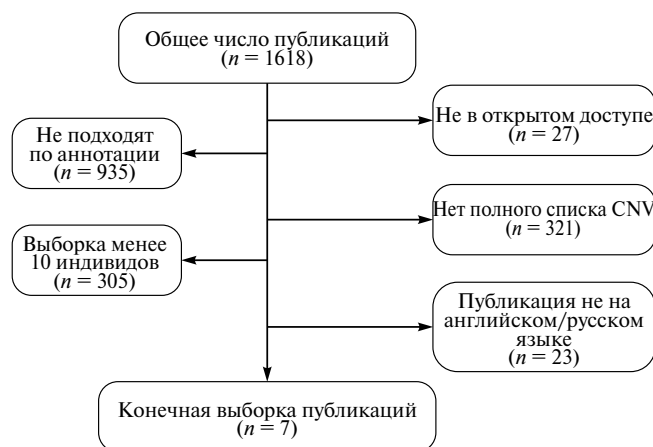 Общее число публикаций
(n = 1618)
Не в открытом доступе
(n = 27)
Не подходят
по аннотации
(n = 935)
Нет полного списка CNV
(n = 321)
Выборка менее
10 индивидов
(n = 305)
Публикация не на
английском/русском
языке
(n = 23)
Конечная выборка публикаций
(n = 7)